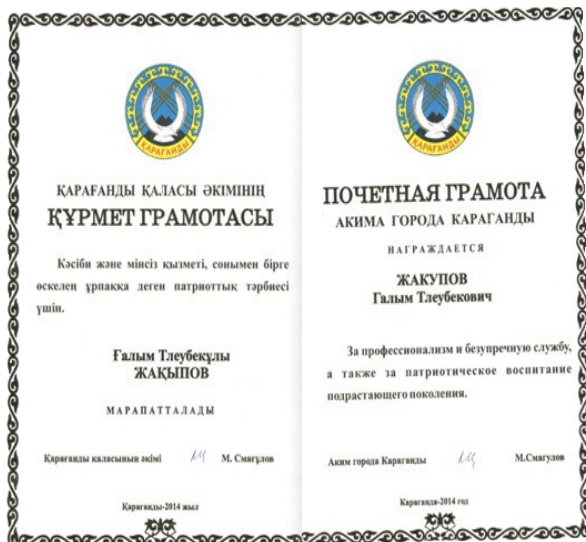 ҚАРАҒАНДЫ
ҚАРАҒАНДЫ ҚАЛАСЫ ӘКІМІНІҢ
ҚҰРМЕТ ГРАМОТАСЫ
Кәсіби және мінсіз қызметі, сонымен бірге
өскелең ұрпаққа деген патриоттық тәрбиесі
үшін.
Ғалым Тлеубекұлы
ЖАҚЫПОВ
МАРАПАТТАЛАДЫ
Қарағанды қаласының әкімі М. Смағұлов
Қарағанды-2014 жыл
ҚАРАҒАНДЫ
ПОЧЕТНАЯ ГРАМОТА
АКИМА ГОРОДА КАРАГАНДЫ
НАГРАЖДАЕТСЯ
ЖАКУПОВ
Галым Тлеубекович
За профессионализм и безупречную службу,
а также за патриотическое воспитание
подрастающего поколения.
Аким города Караганды М.Смагулов
Караганда-2014 год